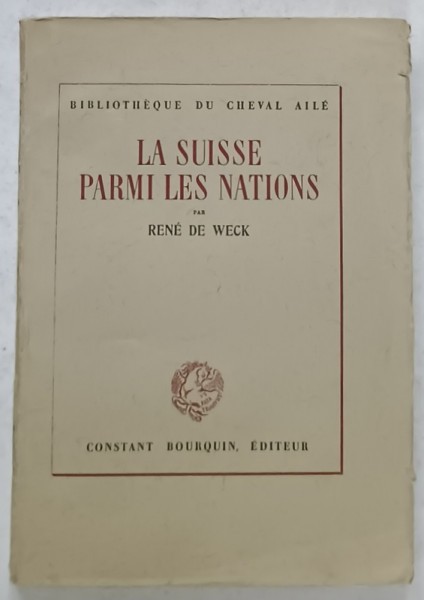 BIBLIOTHÈQUE DU CHEVAL AILÉ
LA SUISSE
PARMI LES NATIONS
PAR
RENÉ DE WECK
CONSTANT BOURQUIN, ÉDITEUR